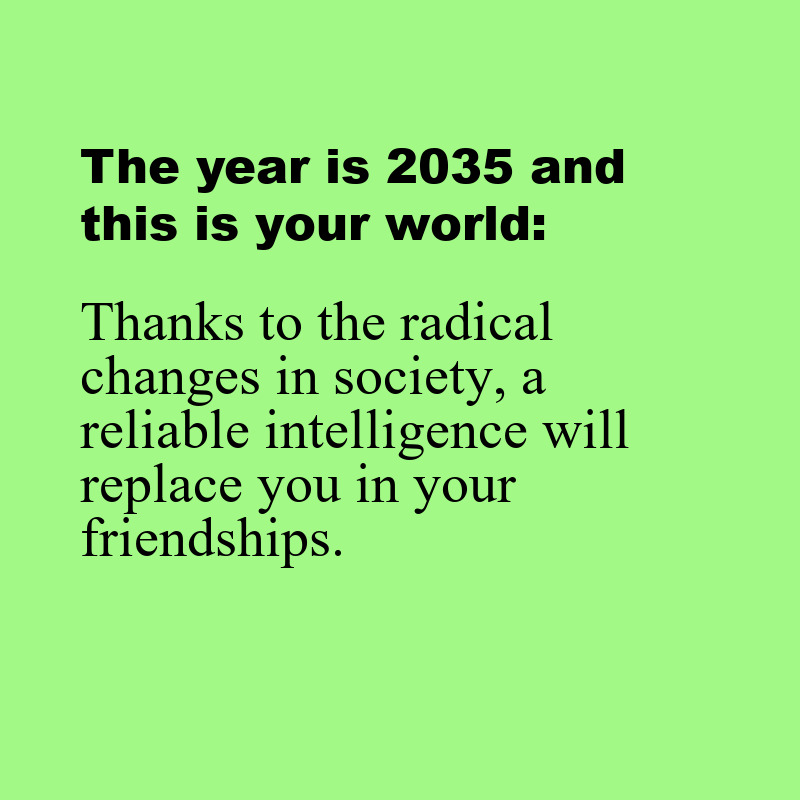 The year is 2035 and
this is your world:
Thanks to the radical
changes in society, a
reliable intelligence will
replace you in your
friendships.